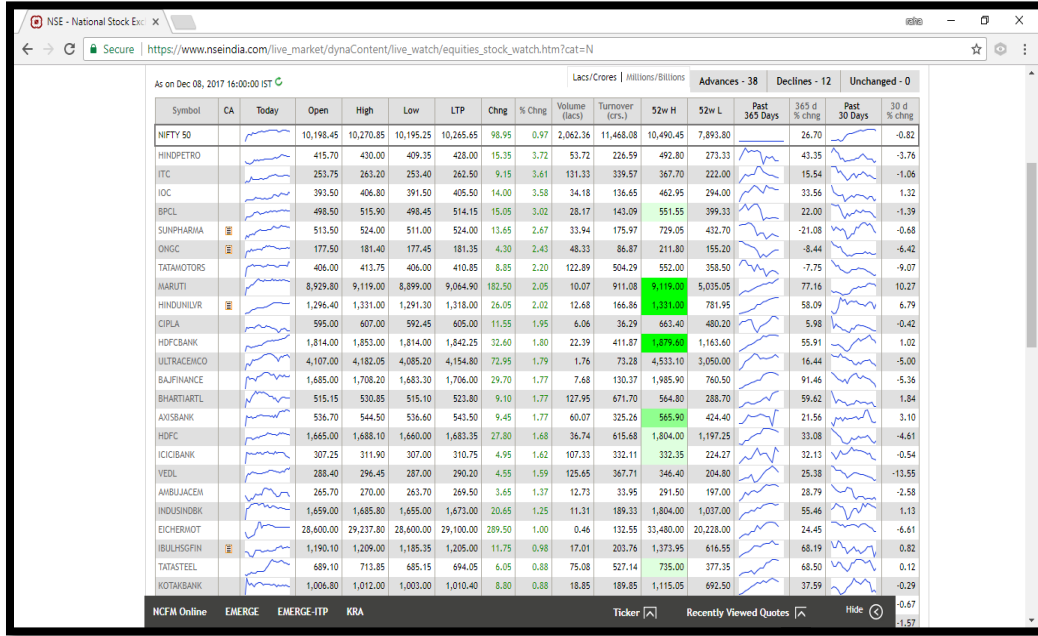 NSE - National Stock Exc
Secure https://www.nseindia.com/live_market/dynaContent/live_watch/equities_stock_watch.htm?cat=N
As on Dec 08, 2017 16:00:00 IST
Lacs/Crores | Millions/Billions Advances - 38 Declines - 12 Unchanged - 0
Symbol CA Today Open High Low LTP Chng % Chng Volume (lacs) Turnover (crs.) 52w H 52w L Past 365 Days 365 d % chng Past 30 Days 30 d % chng
NIFTY 50 10,198.45 10,270.85 10,195.25 10,265.65 98.95 0.97 2,062.36 11,468.08 10,490.45 7,893.80 26.70 -0.82
HINDPETRO 415.70 430.00 409.35 428.00 15.35 3.72 53.72 226.59 492.80 273.33 43.35 -3.76
ITC 253.75 263.20 253.40 262.50 9.15 3.61 131.33 339.57 367.70 222.00 15.54 -1.06
IOC 393.50 406.80 391.50 405.50 14.00 3.58 34.18 136.65 462.95 294.00 33.56 1.32
BPCL 498.50 515.90 498.45 514.15 15.05 3.02 28.17 143.09 551.55 399.33 22.00 -1.39
SUNPHARMA 513.50 524.00 511.00 524.00 13.65 2.67 33.94 175.97 729.05 432.70 -21.08 -0.68
ONGC 177.50 181.40 177.45 181.35 4.30 2.43 48.33 86.87 211.80 155.20 -8.44 -6.42
TATAMOTORS 406.00 413.75 406.00 410.85 8.85 2.20 122.89 504.29 552.00 358.50 -7.75 -9.07
MARUTI 8,929.80 9,119.00 8,899.00 9,064.90 182.50 2.05 10.07 911.08 9,119.00 5,035.05 77.16 10.27
HINDUNILVR 1,296.40 1,331.00 1,291.30 1,318.00 26.05 2.02 12.68 166.86 1,331.00 781.95 58.09 6.79
CIPLA 595.00 607.00 592.45 605.00 11.55 1.95 6.06 36.29 663.40 480.20 5.98 -0.42
HDFCBANK 1,814.00 1,853.00 1,814.00 1,842.25 32.60 1.80 22.39 411.87 1,879.60 1,163.60 55.91 1.02
ULTRACEMCO 4,107.00 4,182.05 4,085.20 4,154.80 72.95 1.79 1.76 73.28 4,533.10 3,050.00 16.44 -5.00
BAJFINANCE 1,685.00 1,708.20 1,683.30 1,706.00 29.70 1.77 7.68 130.37 1,985.90 760.50 91.46 -5.36
BHARTIARTL 515.15 530.85 515.10 523.80 9.10 1.77 127.95 671.70 564.80 288.70 59.62 1.84
AXISBANK 536.70 544.50 536.60 543.50 9.45 1.77 60.07 325.26 565.90 424.40 21.56 3.10
HDFC 1,665.00 1,688.10 1,660.00 1,683.35 27.80 1.68 36.74 615.68 1,804.00 1,197.25 33.08 -4.61
ICICIBANK 307.25 311.90 307.00 310.75 4.95 1.62 107.33 332.11 332.35 224.27 32.13 -0.54
VEDL 288.40 296.45 287.00 290.20 4.55 1.59 125.65 367.71 346.40 204.80 25.38 -13.55
AMBUJACEM 265.70 270.00 263.70 269.50 3.65 1.37 12.73 33.95 291.50 197.00 28.79 -2.58
INDUSINDBK 1,659.00 1,685.80 1,655.00 1,673.00 20.65 1.25 11.31 189.33 1,804.00 1,037.00 55.46 1.13
EICHERMOT 28,600.00 29,237.80 28,600.00 29,100.00 289.50 1.00 0.46 132.55 33,480.00 20,228.00 24.45 -6.61
IBULHSGFIN 1,190.10 1,209.00 1,185.35 1,205.00 11.75 0.98 17.01 203.76 1,373.95 616.55 68.19 0.82
TATASTEEL 689.10 713.85 685.15 694.05 6.05 0.88 75.08 527.14 735.00 377.35 68.50 0.12
KOTAKBANK 1,006.80 1,012.00 1,003.00 1,010.40 8.80 0.88 18.85 189.85 1,115.05 692.50 37.59 -0.29
NCFM Online EMERGE EMERGE-ITP KRA Ticker Recently Viewed Quotes Hide -0.67
-1.57